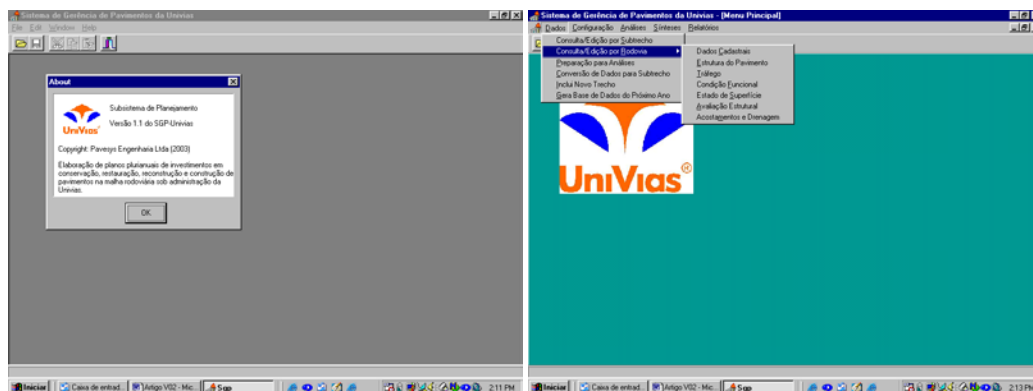 Sistema de Gerência de Pavimentos da Univias
File Edit Window Help
About
Subsistema de Planejamento
Versão 1.1 do SGP-Univias
UniVias
Copyright: Pavesys Engenharia Ltda (2003)
Elaboração de planos plurianuais de investimentos em
conservação, restauração, reconstrução e construção de
pavimentos na malha rodoviária sob administração da
Univias.
OK
Iniciar Caixa de entrad... Artigo V02 - Mic... Sgp 2:11 PM
Sistema de Gerência de Pavimentos da Univias - [Menu Principal]
Dados Configuração Análises Sínteses Relatórios
Consulta/Edição por Subtrecho
Consulta/Edição por Rodovia
Preparação para Análises
Conversão de Dados para Subtrecho
Inclui Novo Trecho
Gera Base de Dados do Próximo Ano
Dados Cadastrais
Estrutura do Pavimento
Tráfego
Condição Funcional
Estado de Superfície
Avaliação Estrutural
Acostamentos e Drenagem
UniVias®
Iniciar Caixa de entrad... Artigo V02 - Mic... Sgp 2:13 PM